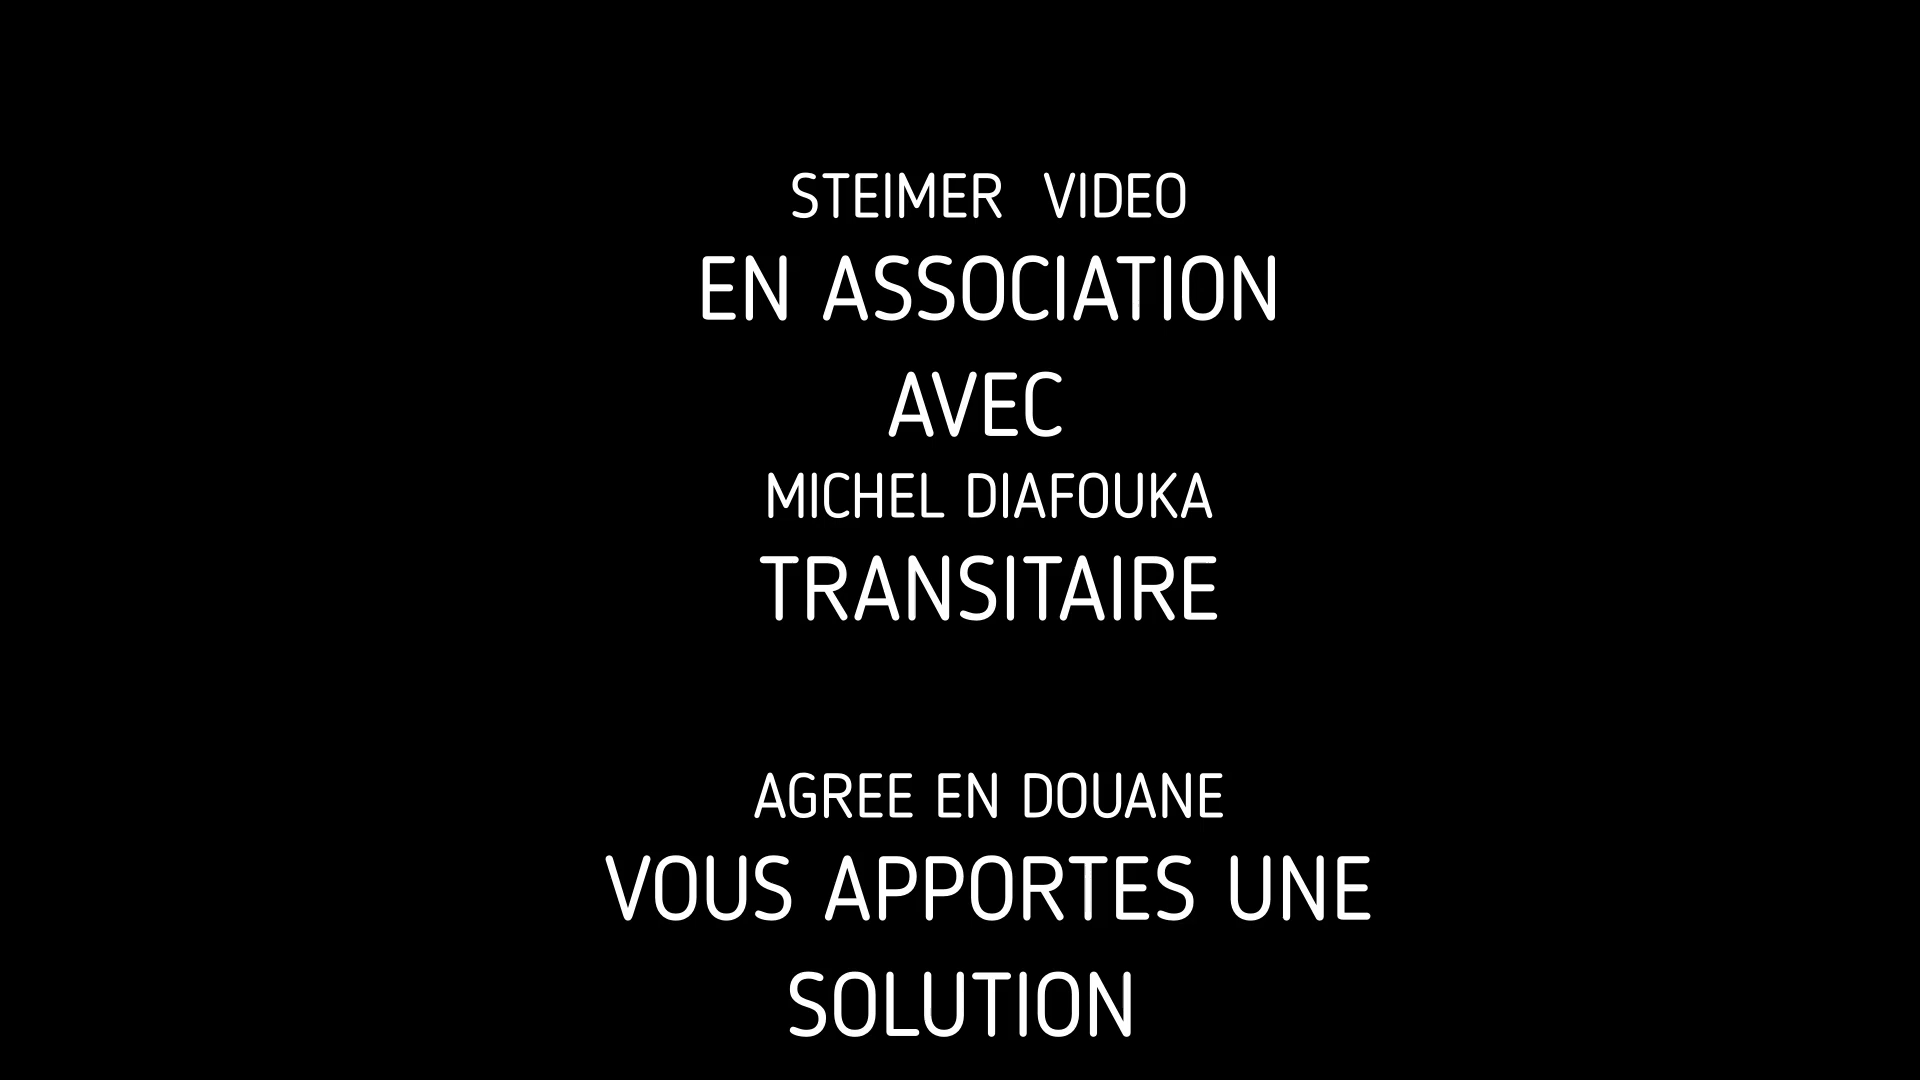 STEIMER VIDEO
EN ASSOCIATION
AVEC
MICHEL DIAFOUKA
TRANSITAIRE
AGREE EN DOUANE
VOUS APPORTES UNE
SOLUTION